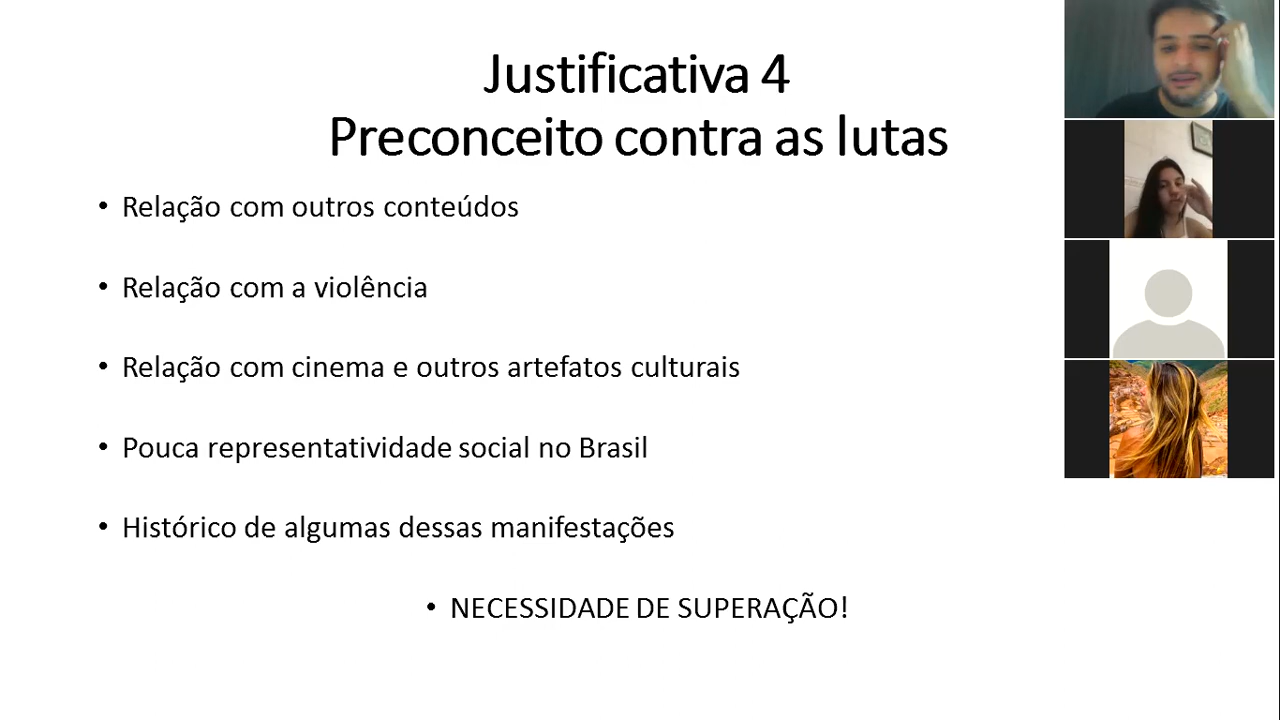 Justificativa 4
Preconceito contra as lutas
• Relação com outros conteúdos
• Relação com a violência
• Relação com cinema e outros artefatos culturais
• Pouca representatividade social no Brasil
• Histórico de algumas dessas manifestações
• NECESSIDADE DE SUPERAÇÃO!